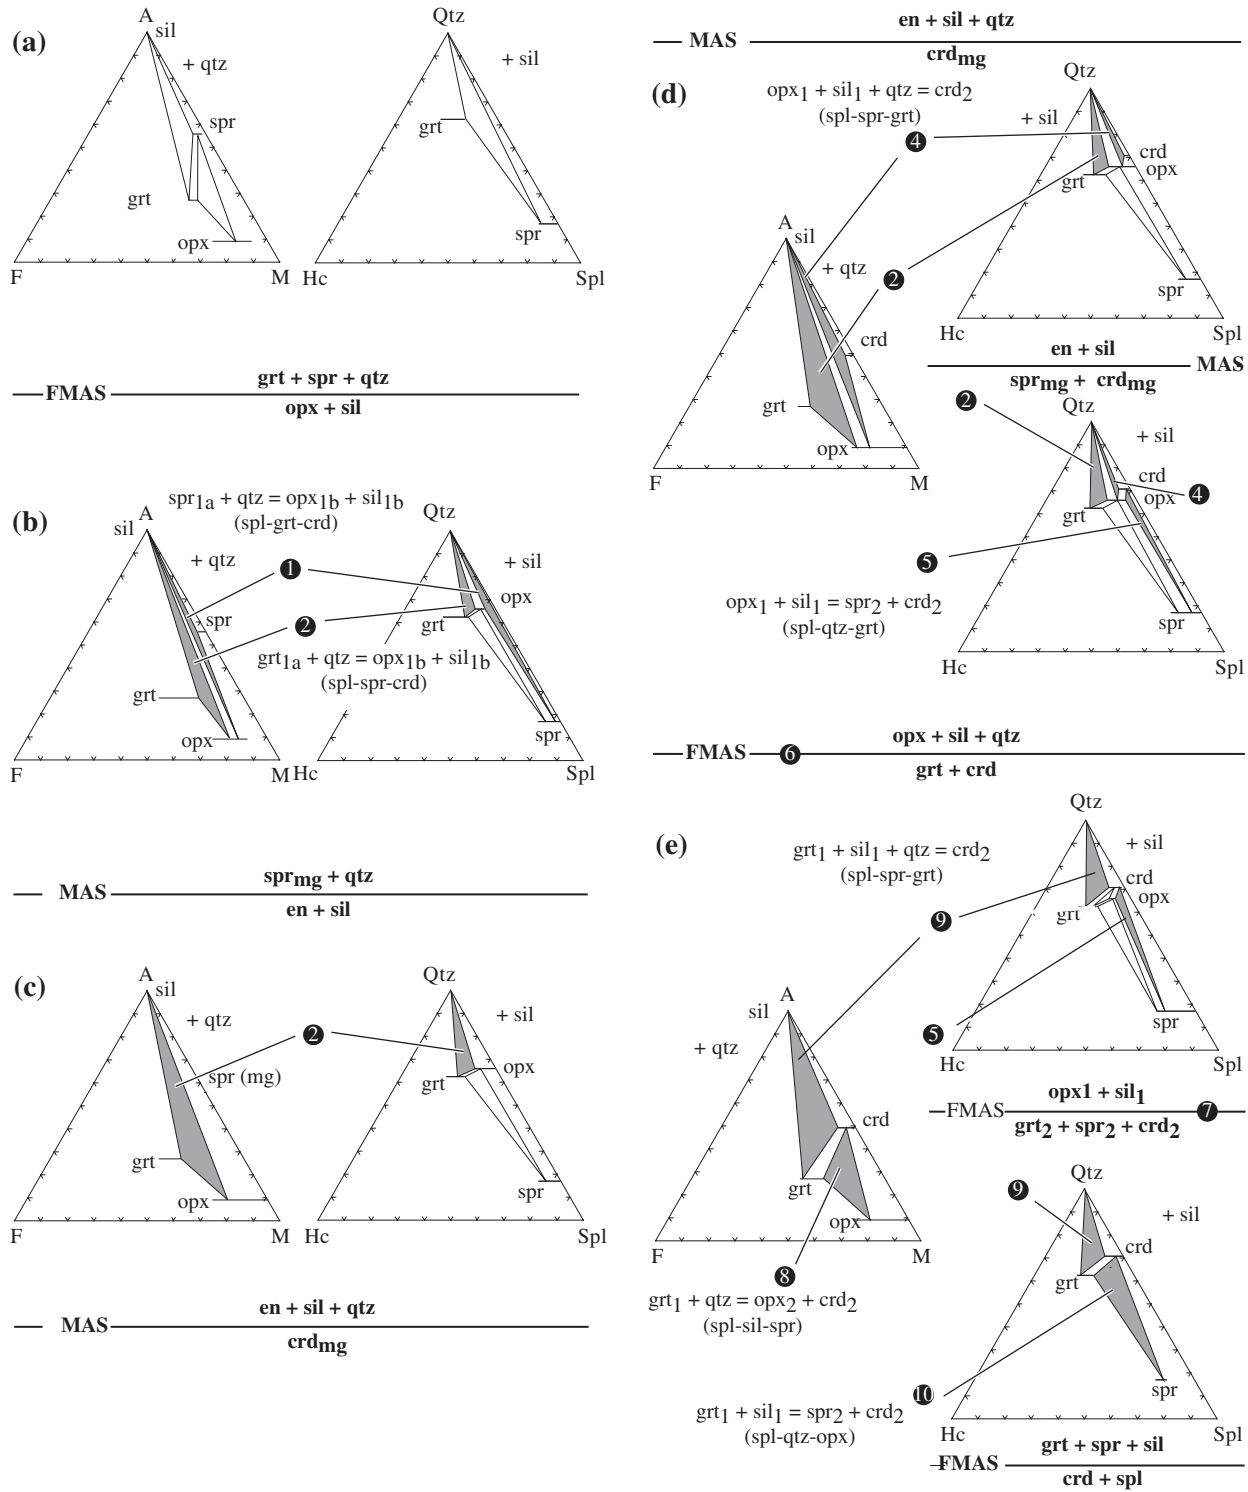 (a)
A
sil
+ qtz
spr
grt
opx
F
M
Qtz
+ sil
grt
spr
Hc
Spl
FMAS
grt + spr + qtz
opx + sil
(b)
spr1a + qtz = opx1b + sil1b
(spl-grt-crd)
sil
A
+ qtz
1
spr
2
grt1a + qtz = opx1b + sil1b
(spl-spr-crd)
grt
opx
F
M
Qtz
+ sil
opx
grt
spr
Hc
Spl
MAS
sprmg + qtz
en + sil
(c)
A
sil
+ qtz
2
spr (mg)
grt
opx
F
M
Qtz
+ sil
opx
grt
spr
Hc
Spl
MAS
en + sil + qtz
crdmg
MAS
en + sil + qtz
crdmg
(d)
opx1 + sil1 + qtz = crd2
(spl-spr-grt)
4
2
A
sil
+ qtz
crd
grt
opx
F
M
Qtz
+ sil
crd
opx
grt
spr
Hc
Spl
en + sil
sprmg + crdmg
MAS
2
Qtz
+ sil
crd
opx
4
grt
5
opx1 + sil1 = spr2 + crd2
(spl-qtz-grt)
spr
Hc
Spl
FMAS
6
opx + sil + qtz
grt + crd
(e)
grt1 + sil1 + qtz = crd2
(spl-spr-grt)
9
Qtz
+ sil
crd
opx
grt
5
spr
Hc
Spl
A
sil
+ qtz
crd
grt
opx
F
M
8
grt1 + qtz = opx2 + crd2
(spl-sil-spr)
opx1 + sil1
FMAS
7
grt2 + spr2 + crd2
9
Qtz
+ sil
crd
grt
10
grt1 + sil1 = spr2 + crd2
(spl-qtz-opx)
spr
Hc
Spl
grt + spr + sil
FMAS
crd + spl